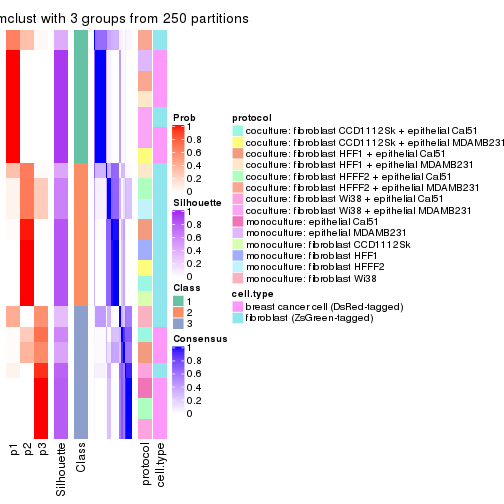 mclust with 3 groups from 250 partitions
Prob
1
0.8
0.6
0.4
0.2
0
Silhouette
1
0.8
0.6
0.4
0.2
0
Class
1
2
3
Consensus
1
0.8
0.6
0.4
0.2
0
protocol
coculture: fibroblast CCD1112Sk + epithelial Cal51
coculture: fibroblast CCD1112Sk + epithelial MDAMB231
coculture: fibroblast HFF1 + epithelial Cal51
coculture: fibroblast HFF1 + epithelial MDAMB231
coculture: fibroblast HFFF2 + epithelial Cal51
coculture: fibroblast HFFF2 + epithelial MDAMB231
coculture: fibroblast Wi38 + epithelial Cal51
coculture: fibroblast Wi38 + epithelial MDAMB231
monoculture: epithelial Cal51
monoculture: epithelial MDAMB231
monoculture: fibroblast CCD1112Sk
monoculture: fibroblast HFF1
monoculture: fibroblast HFFF2
monoculture: fibroblast Wi38
cell.type
breast cancer cell (DsRed-tagged)
fibroblast (ZsGreen-tagged)
p1
p2
p3
Silhouette
Class
protocol
cell.type